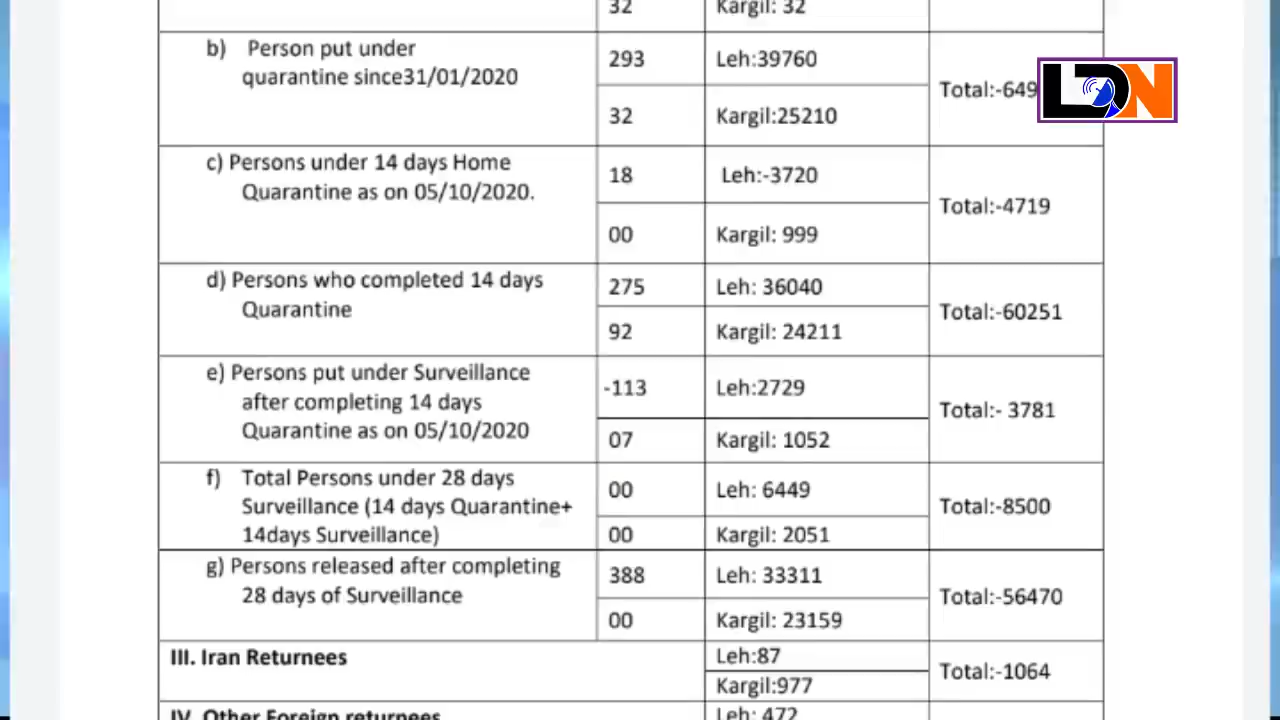 32 Kargil: 32
b) Person put under
quarantine since31/01/2020
293 Leh:39760
32 Kargil:25210
Total:-649
LDN
c) Persons under 14 days Home
Quarantine as on 05/10/2020.
18 Leh:-3720
00 Kargil: 999
Total:-4719
d) Persons who completed 14 days
Quarantine
275 Leh: 36040
92 Kargil: 24211
Total:-60251
e) Persons put under Surveillance
after completing 14 days
Quarantine as on 05/10/2020
-113 Leh:2729
07 Kargil: 1052
Total:- 3781
f) Total Persons under 28 days
Surveillance (14 days Quarantine+
14days Surveillance)
00 Leh: 6449
00 Kargil: 2051
Total:-8500
g) Persons released after completing
28 days of Surveillance
388 Leh: 33311
00 Kargil: 23159
Total:-56470
III. Iran Returnees
Leh:87
Kargil:977
Total:-1064
IV. Other Foreign returnees
Leh: 472